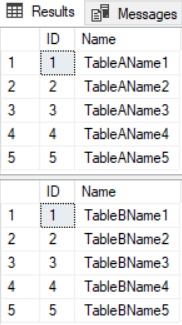 Results Messages
ID Name
1 1 TableAName1
2 2 TableAName2
3 3 TableAName3
4 4 TableAName4
5 5 TableAName5
ID Name
1 1 TableBName1
2 2 TableBName2
3 3 TableBName3
4 4 TableBName4
5 5 TableBName5